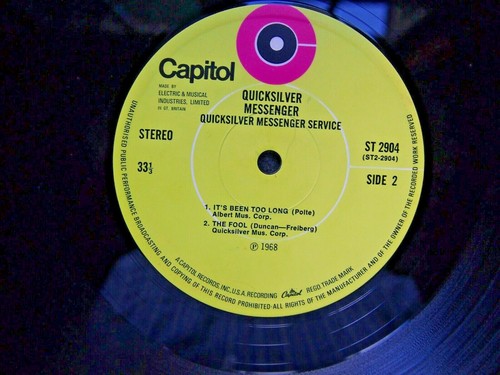 Capitol
MADE BY
ELECTRIC & MUSICAL
INDUSTRIES, LIMITED
IN GT. BRITAIN
QUICKSILVER
MESSENGER
QUICKSILVER MESSENGER SERVICE
STEREO
33⅓
ST 2904
(ST2-2904)
SIDE 2
1. IT'S BEEN TOO LONG (Polte)
Albert Mus. Corp.
2. THE FOOL (Duncan—Freiberg)
Quicksilver Mus. Corp.
Ⓟ 1968
A CAPITOL RECORDS, INC., U.S.A. RECORDING Capitol REGD. TRADE MARK
UNAUTHORISED PUBLIC PERFORMANCE BROADCASTING AND COPYING OF THIS RECORD PROHIBITED-ALL RIGHTS OF THE MANUFACTURER AND OF THE OWNER OF THE RECORDED WORK RESERVED